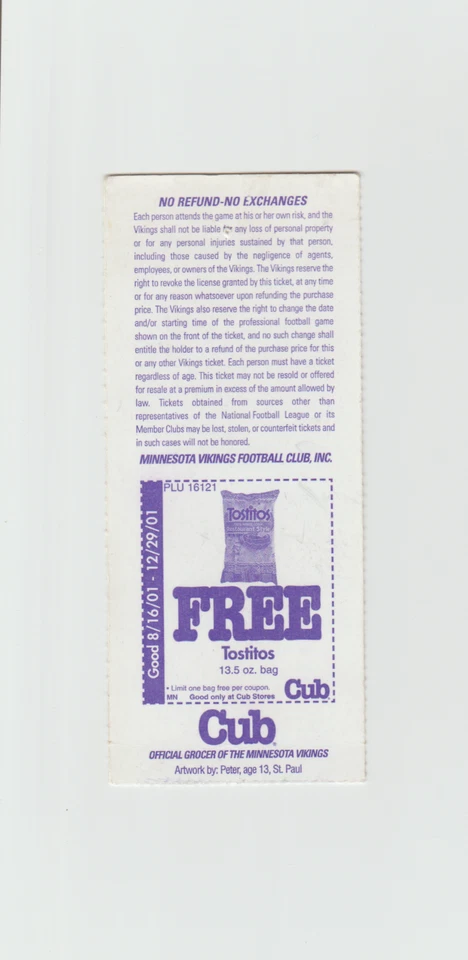 NO REFUND-NO EXCHANGES
Each person attends the game at his or her own risk, and the
Vikings shall not be liable for any loss of personal property
or for any personal injuries sustained by that person,
including those caused by the negligence of agents,
employees, or owners of the Vikings. The Vikings reserve the
right to revoke the license granted by this ticket, at any time
or for any reason whatsoever upon refunding the purchase
price. The Vikings also reserve the right to change the date
and/or starting time of the professional football game
shown on the front of the ticket, and no such change shall
entitle the holder to a refund of the purchase price for this
or any other Vikings ticket. Each person must have a ticket
regardless of age. This ticket may not be resold or offered
for resale at a premium in excess of the amount allowed by
law. Tickets obtained from sources other than
representatives of the National Football League or its
Member Clubs may be lost, stolen, or counterfeit tickets and
in such cases will not be honored.
MINNESOTA VIKINGS FOOTBALL CLUB, INC.
PLU 16121
Good 8/16/01 - 12/29/01
Tostitos
Restaurant Style
FREE
Tostitos
13.5 oz. bag
• Limit one bag free per coupon.
MN Good only at Cub Stores
Cub
Cub®
OFFICIAL GROCER OF THE MINNESOTA VIKINGS
Artwork by: Peter, age 13, St. Paul